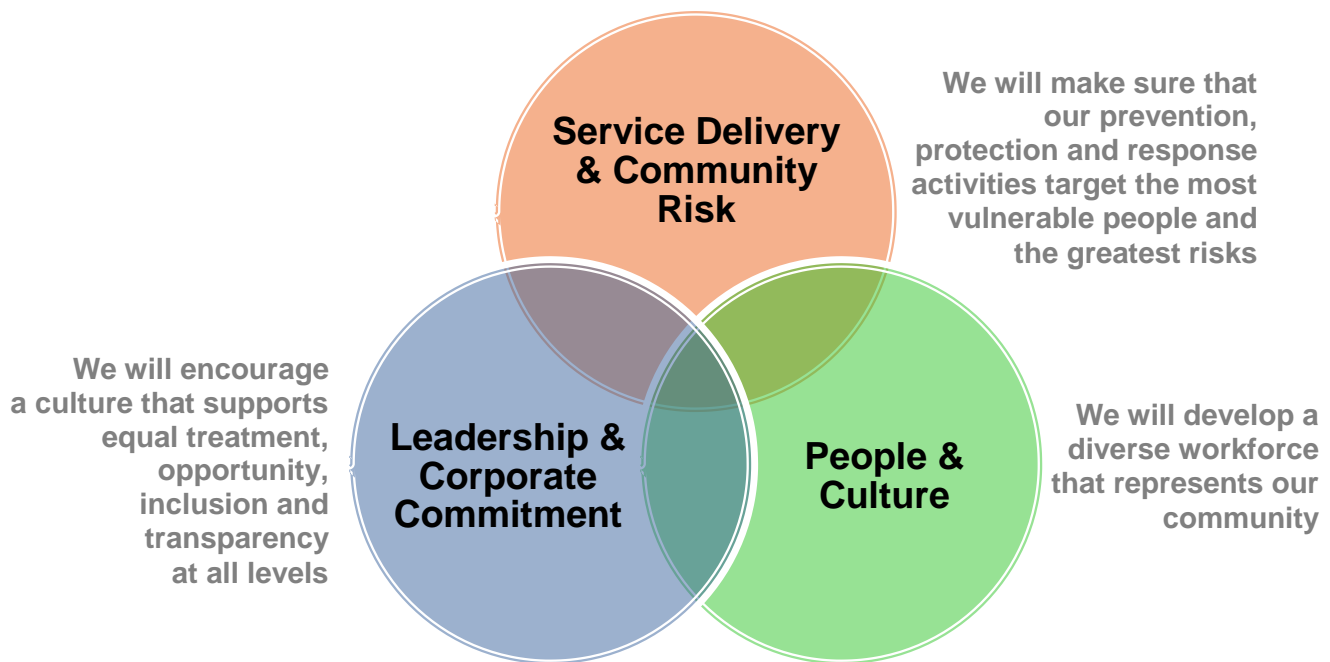 Service Delivery
& Community
Risk
We will make sure that
our prevention,
protection and response
activities target the most
vulnerable people and
the greatest risks
We will encourage
a culture that supports
equal treatment,
opportunity,
inclusion and
transparency
at all levels
Leadership &
Corporate
Commitment
People &
Culture
We will develop a
diverse workforce
that represents our
community